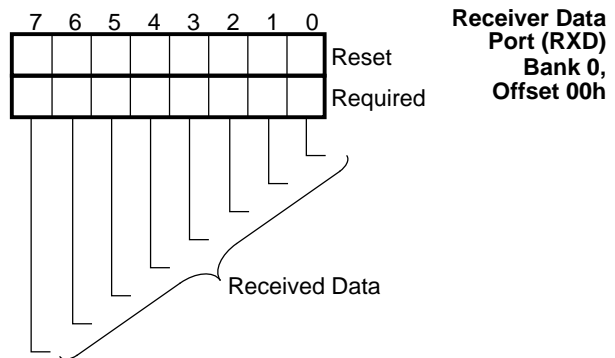 7 6 5 4 3 2 1 0
Reset
Required
Receiver Data
Port (RXD)
Bank 0,
Offset 00h
Received Data